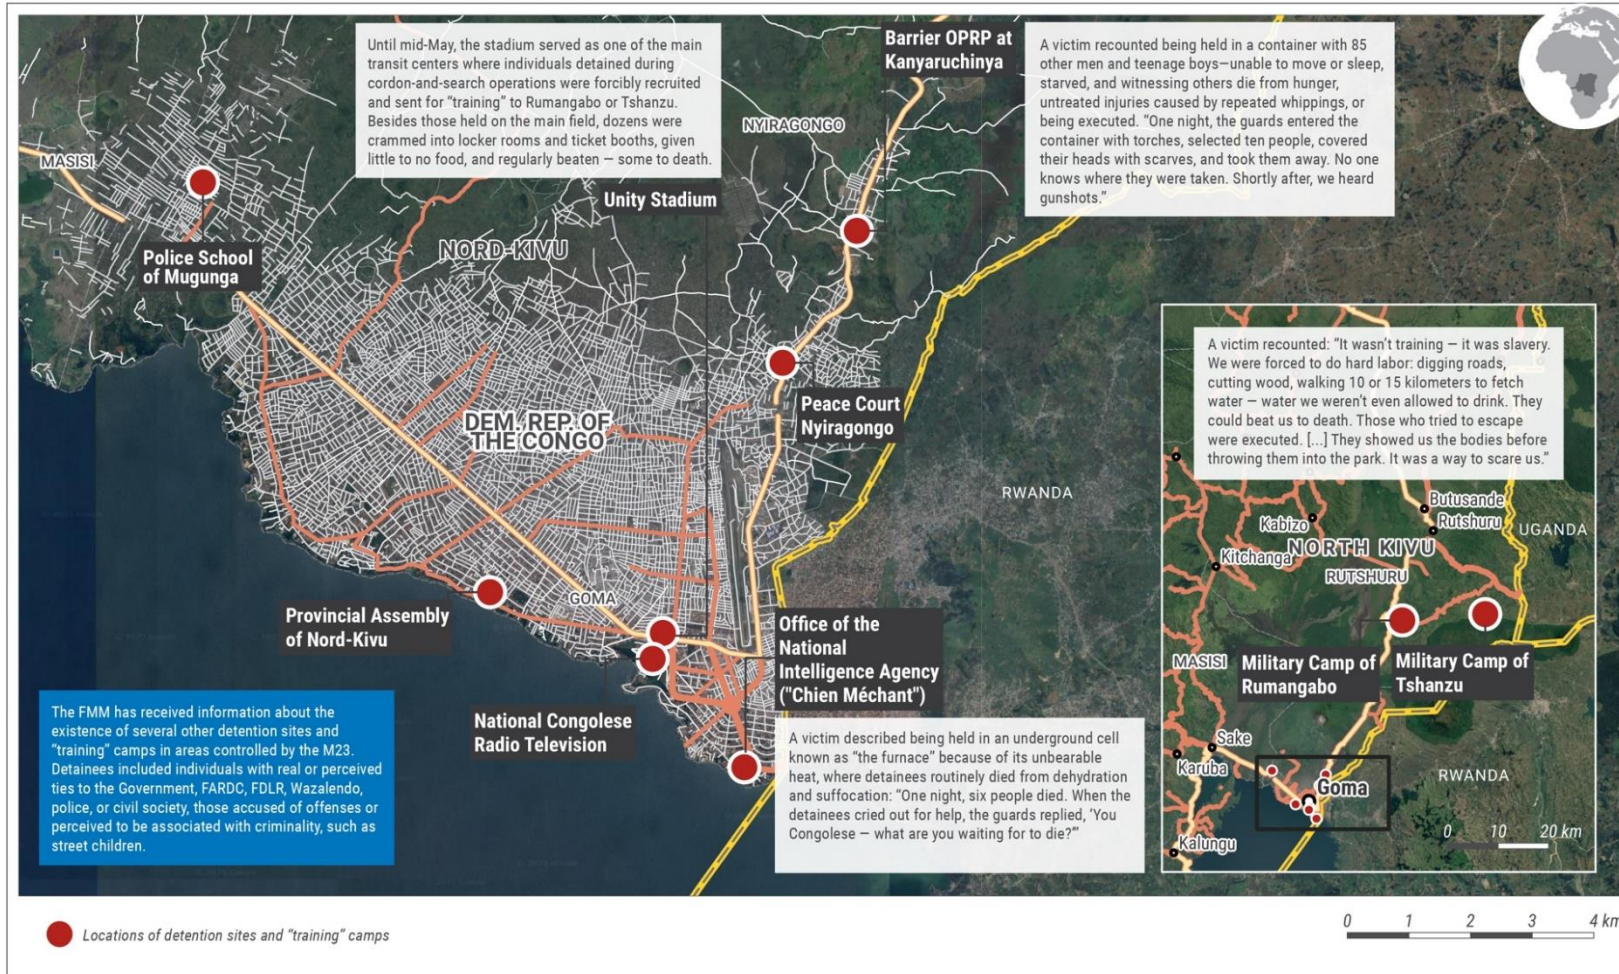 Until mid-May, the stadium served as one of the main
transit centers where individuals detained during
cordon-and-search operations were forcibly recruited
and sent for “training” to Rumangabo or Tshanzu.
Besides those held on the main field, dozens were
crammed into locker rooms and ticket booths, given
little to no food, and regularly beaten — some to death.
Unity Stadium
Barrier OPRP at
Kanyaruchinya
A victim recounted being held in a container with 85
other men and teenage boys—unable to move or sleep,
starved, and witnessing others die from hunger,
untreated injuries caused by repeated whippings, or
being executed. “One night, the guards entered the
container with torches, selected ten people, covered
their heads with scarves, and took them away. No one
knows where they were taken. Shortly after, we heard
gunshots.”
NYIRAGONGO
MASISI
Police School
of Mugunga
NORD-KIVU
DEM. REP. OF
THE CONGO
Peace Court
Nyiragongo
RWANDA
GOMA
Provincial Assembly
of Nord-Kivu
National Congolese
Radio Television
Office of the
National
Intelligence Agency
("Chien Méchant")
A victim described being held in an underground cell
known as “the furnace” because of its unbearable
heat, where detainees routinely died from dehydration
and suffocation: “One night, six people died. When the
detainees cried out for help, the guards replied, ‘You
Congolese — what are you waiting for to die?’”
The FMM has received information about the
existence of several other detention sites and
“training” camps in areas controlled by the M23.
Detainees included individuals with real or perceived
ties to the Government, FARDC, FDLR, Wazalendo,
police, or civil society, those accused of offenses or
perceived to be associated with criminality, such as
street children.
A victim recounted: “It wasn’t training — it was slavery.
We were forced to do hard labor: digging roads,
cutting wood, walking 10 or 15 kilometers to fetch
water — water we weren’t even allowed to drink. They
could beat us to death. Those who tried to escape
were executed. [...] They showed us the bodies before
throwing them into the park. It was a way to scare us.”
Butusande
Rutshuru
Kabizo
UGANDA
NORTH KIVU
Kitchanga
RUTSHURU
MASISI
Military Camp of
Rumangabo
Military Camp of
Tshanzu
Sake
Karuba
Goma
RWANDA
Kalungu
0 10 20 km
Locations of detention sites and “training” camps
0 1 2 3 4 km